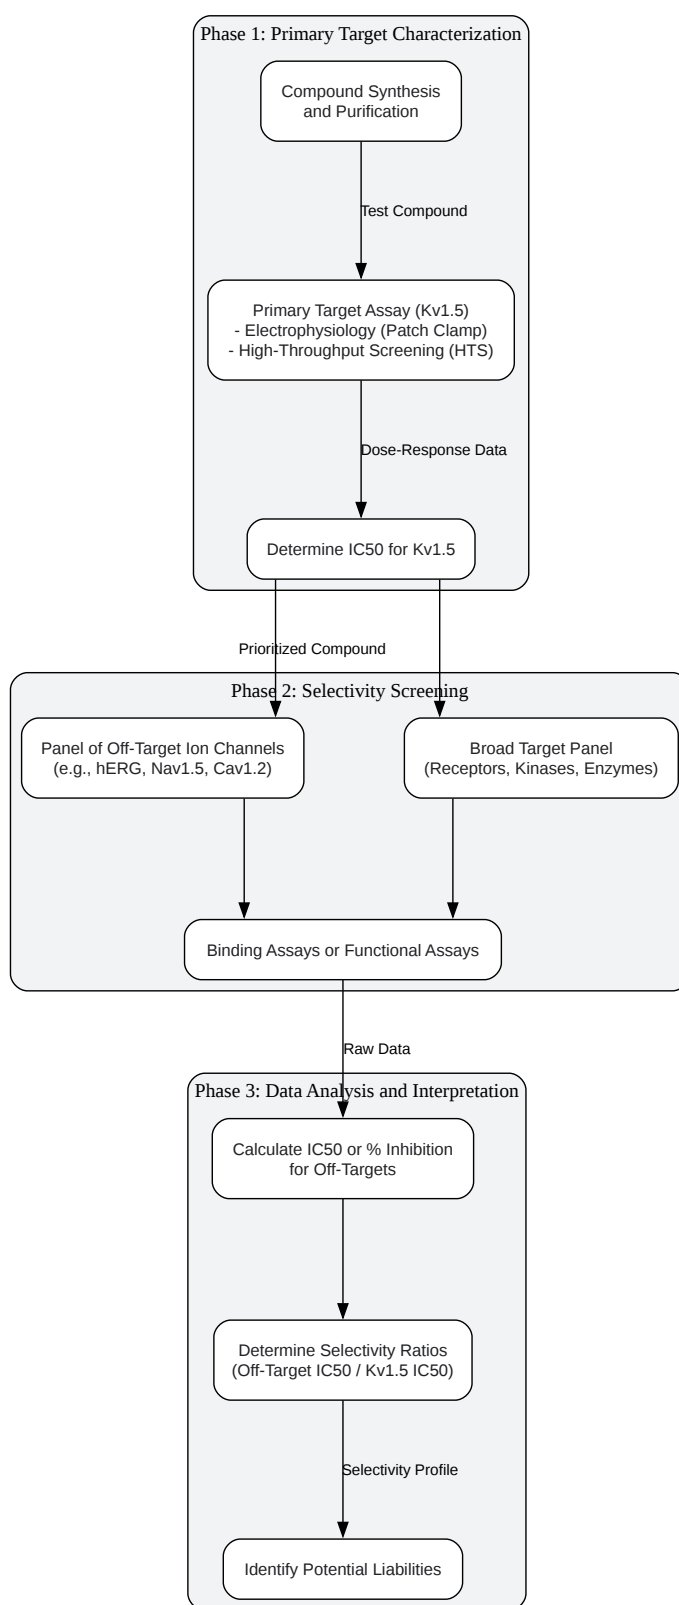 Phase 1: Primary Target Characterization
Compound Synthesis
and Purification
Test Compound
Primary Target Assay (Kv1.5)
- Electrophysiology (Patch Clamp)
- High-Throughput Screening (HTS)
Dose-Response Data
Determine IC50 for Kv1.5
Prioritized Compound
Phase 2: Selectivity Screening
Panel of Off-Target Ion Channels
(e.g., hERG, Nav1.5, Cav1.2)
Broad Target Panel
(Receptors, Kinases, Enzymes)
Binding Assays or Functional Assays
Raw Data
Phase 3: Data Analysis and Interpretation
Calculate IC50 or % Inhibition
for Off-Targets
Determine Selectivity Ratios
(Off-Target IC50 / Kv1.5 IC50)
Selectivity Profile
Identify Potential Liabilities